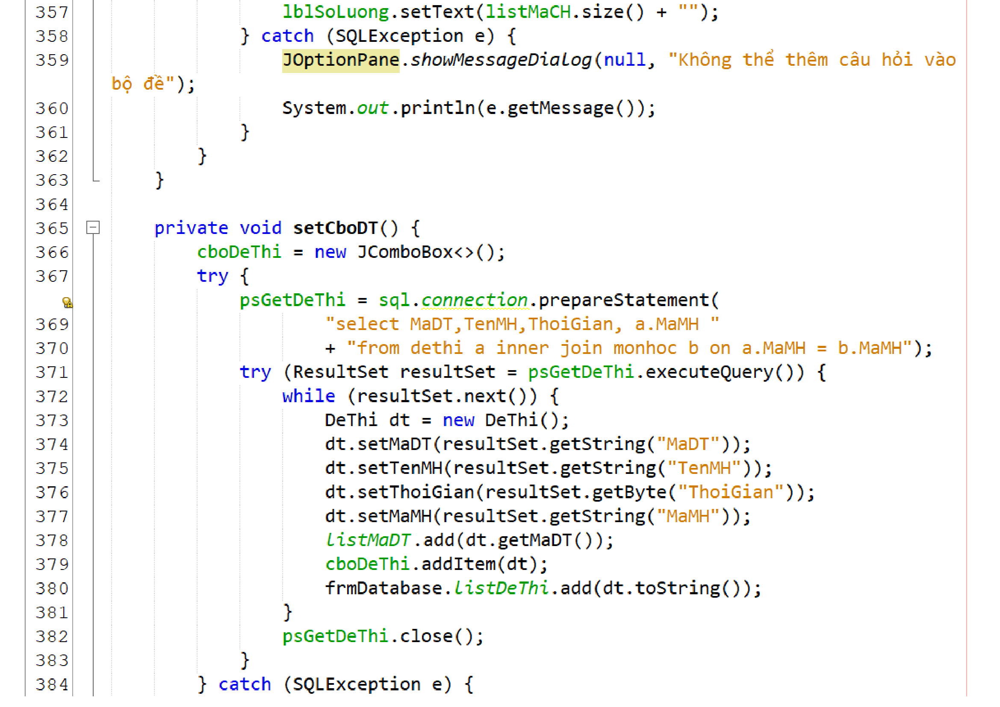 357 lblSoLuong.setText(listMaCH.size() + "");
358 } catch (SQLException e) {
359 JOptionPane.showMessageDialog(null, "Không thể thêm câu hỏi vào
bộ đề");
360 System.out.println(e.getMessage());
361 }
362 }
363 }
364
365 private void setCboDT() {
366 cboDeThi = new JComboBox<>();
367 try {
psGetDeThi = sql.connection.prepareStatement(
369 "select MaDT,TenMH,ThoiGian, a.MaMH "
370 + "from dethi a inner join monhoc b on a.MaMH = b.MaMH");
371 try (ResultSet resultSet = psGetDeThi.executeQuery()) {
372 while (resultSet.next()) {
373 DeThi dt = new DeThi();
374 dt.setMaDT(resultSet.getString("MaDT"));
375 dt.setTenMH(resultSet.getString("TenMH"));
376 dt.setThoiGian(resultSet.getByte("ThoiGian"));
377 dt.setMaMH(resultSet.getString("MaMH"));
378 listMaDT.add(dt.getMaDT());
379 cboDeThi.addItem(dt);
380 frmDatabase.listDeThi.add(dt.toString());
381 }
382 psGetDeThi.close();
383 }
384 } catch (SQLException e) {